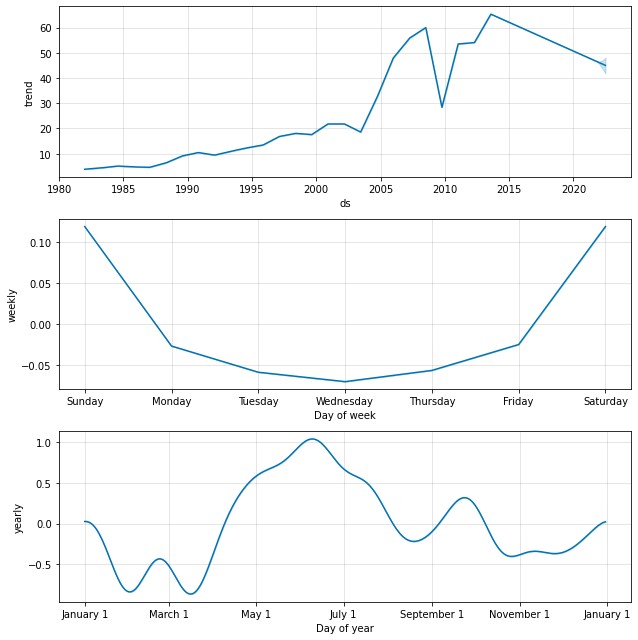 60
50
40
30
20
10
trend
1980 1985 1990 1995 2000 2005 2010 2015 2020
ds
0.10
0.05
0.00
−0.05
weekly
Sunday Monday Tuesday Wednesday Thursday Friday Saturday
Day of week
1.0
0.5
0.0
−0.5
yearly
January 1 March 1 May 1 July 1 September 1 November 1 January 1
Day of year